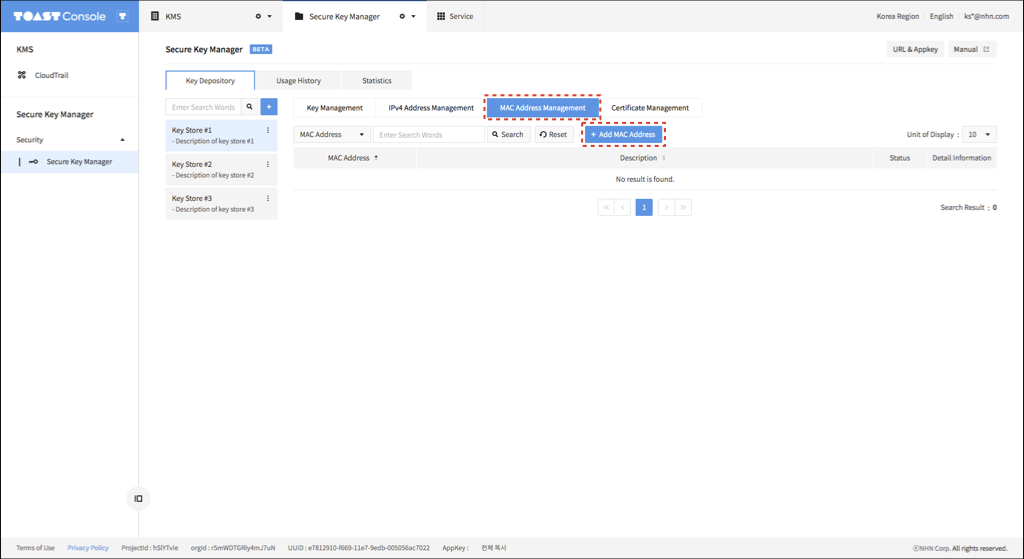 TOAST Console
KMS
Secure Key Manager
Service
Korea Region
English
ks*@nhn.com
KMS
CloudTrail
Secure Key Manager
Security
Secure Key Manager
Secure Key Manager BETA
URL & Appkey
Manual
Key Depository
Usage History
Statistics
Enter Search Words
+
Key Store #1
- Description of key store #1
Key Store #2
- Description of key store #2
Key Store #3
- Description of key store #3
Key Management
IPv4 Address Management
MAC Address Management
Certificate Management
MAC Address
Enter Search Words
Search
Reset
+ Add MAC Address
Unit of Display : 10
MAC Address
Description
Status
Detail Information
No result is found.
1
Search Result : 0
Terms of Use
Privacy Policy
ProjectId : hSlYTvie
orgId : r5mWDTGRiy4mJ7uN
UUID : e7812910-f669-11e7-9edb-005056ac7022
AppKey :
전체 복사
ⓒNHN Corp. All rights reserved.